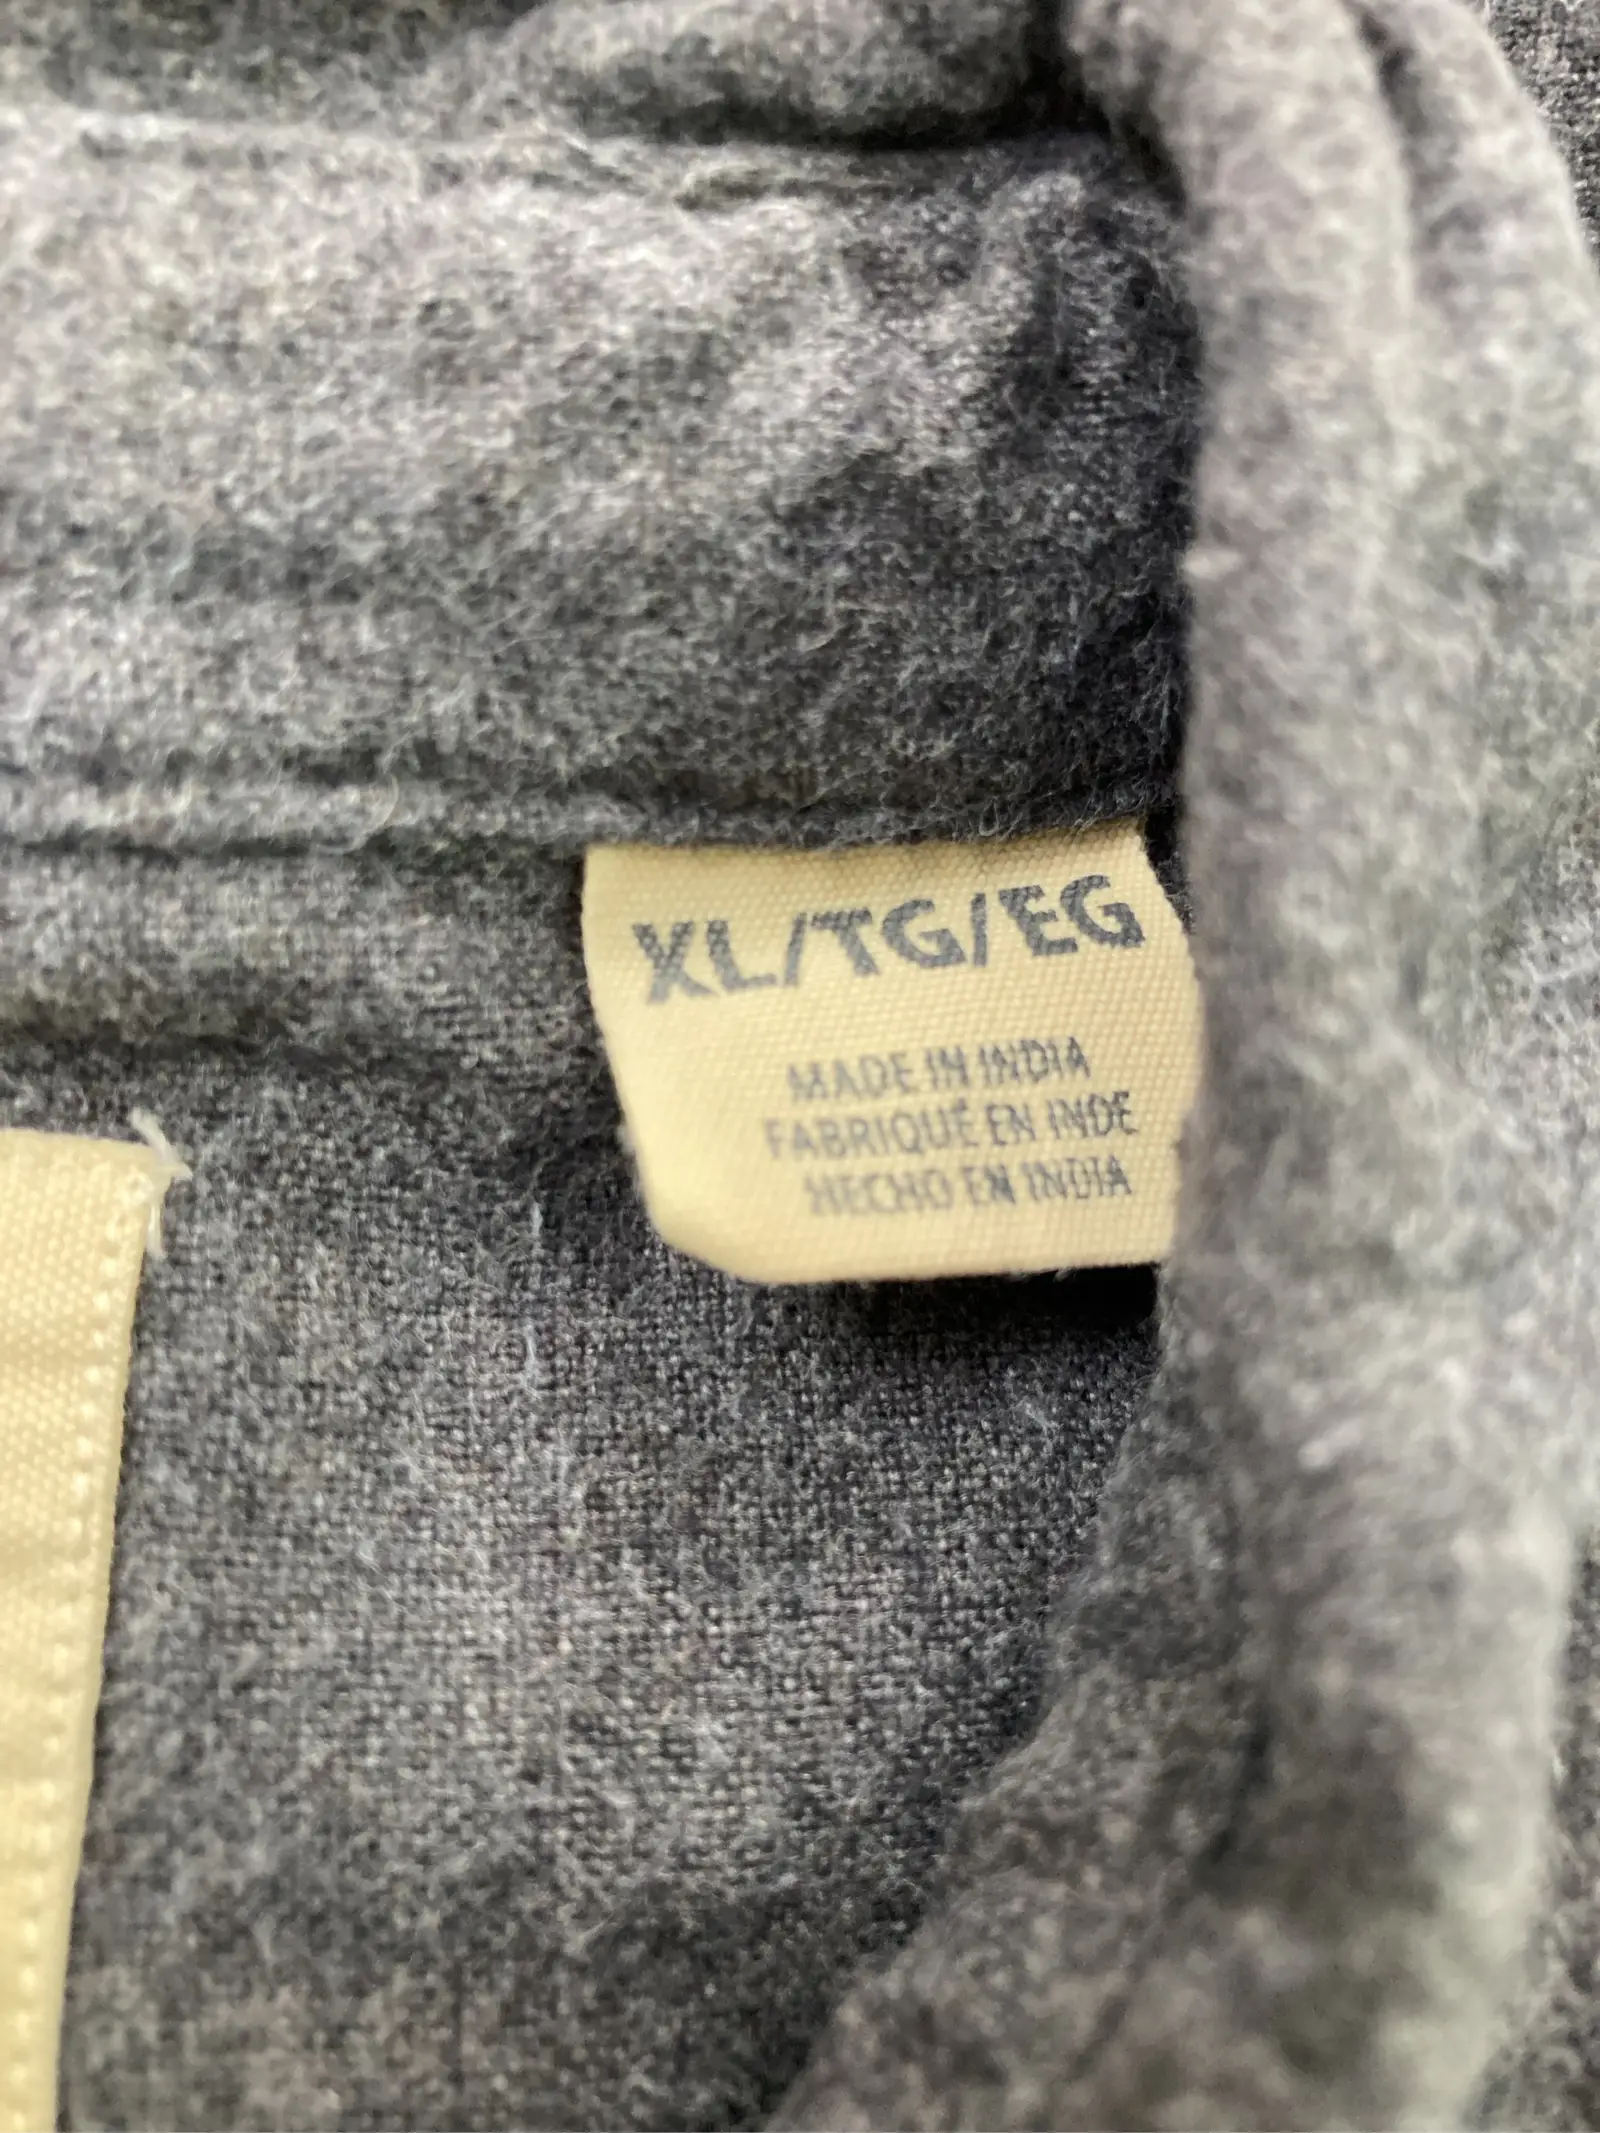 XL/TG/EG
MADE IN INDIA
FABRIQUÉ EN INDE
HECHO EN INDIA